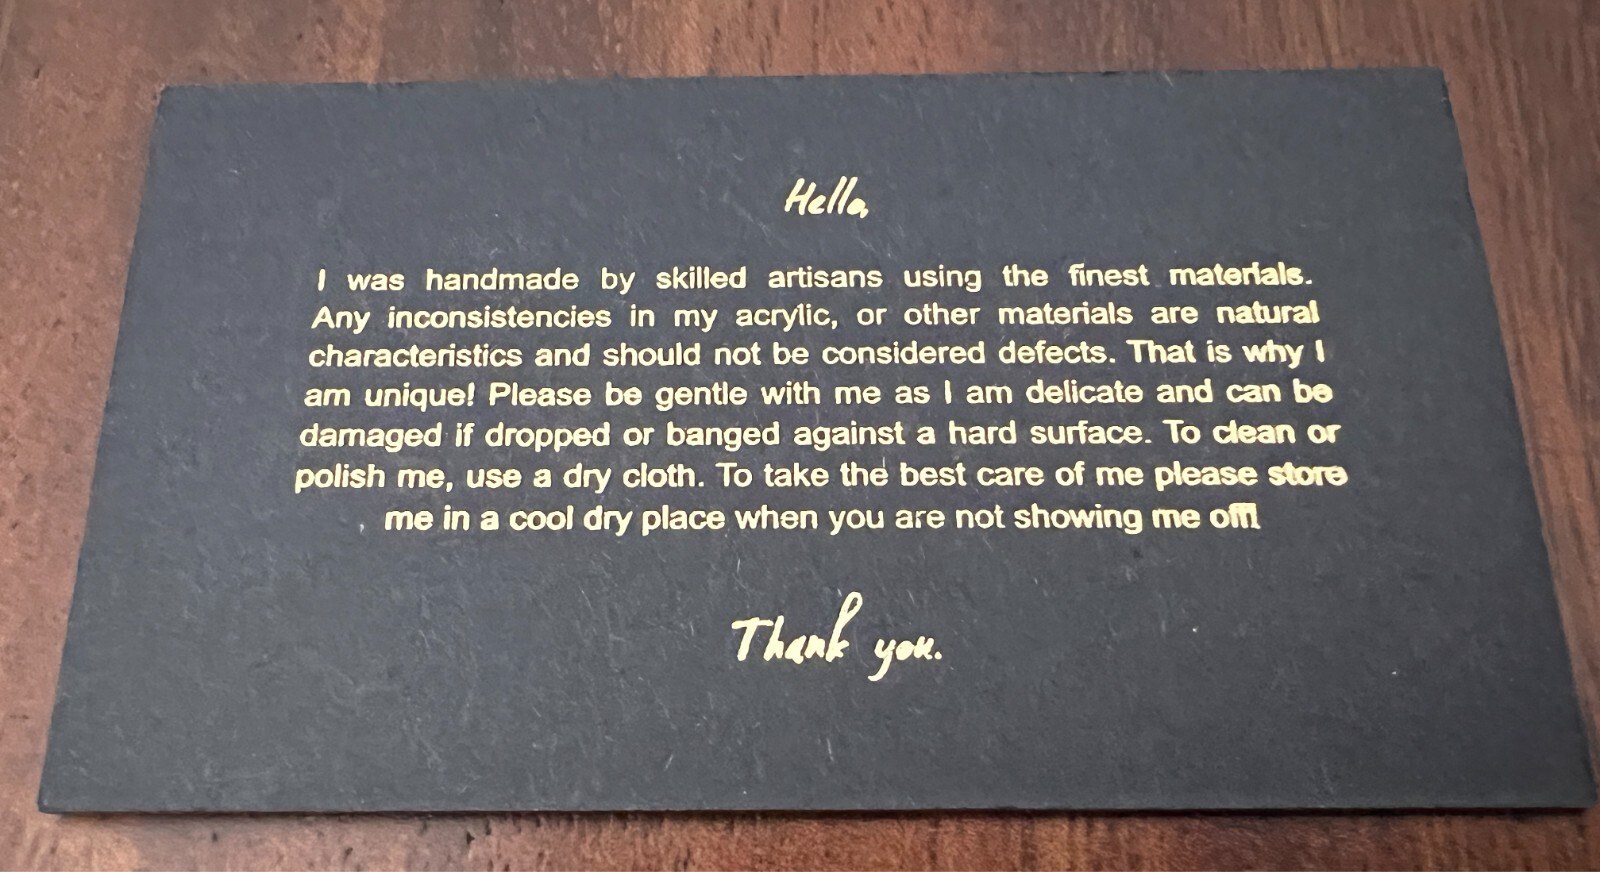 Hello,
I was handmade by skilled artisans using the finest materials.
Any inconsistencies in my acrylic, or other materials are natural
characteristics and should not be considered defects. That is why I
am unique! Please be gentle with me as I am delicate and can be
damaged if dropped or banged against a hard surface. To clean or
polish me, use a dry cloth. To take the best care of me please store
me in a cool dry place when you are not showing me off!
Thank you.